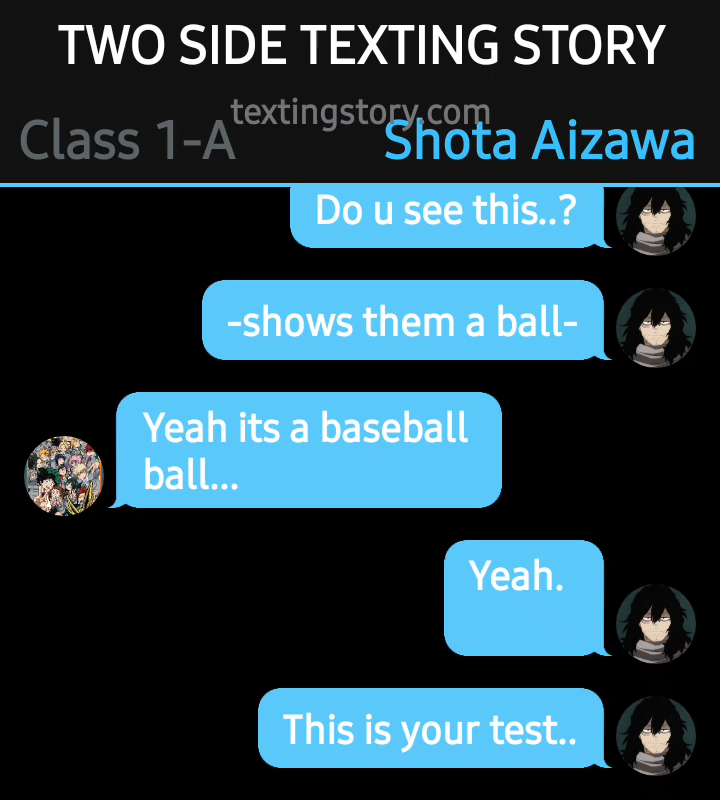 TWO SIDE TEXTING STORY
textingstory.com
Class 1-A
Shota Aizawa
Do u see this..?
-shows them a ball-
Yeah its a baseball
ball...
Yeah.
This is your test..